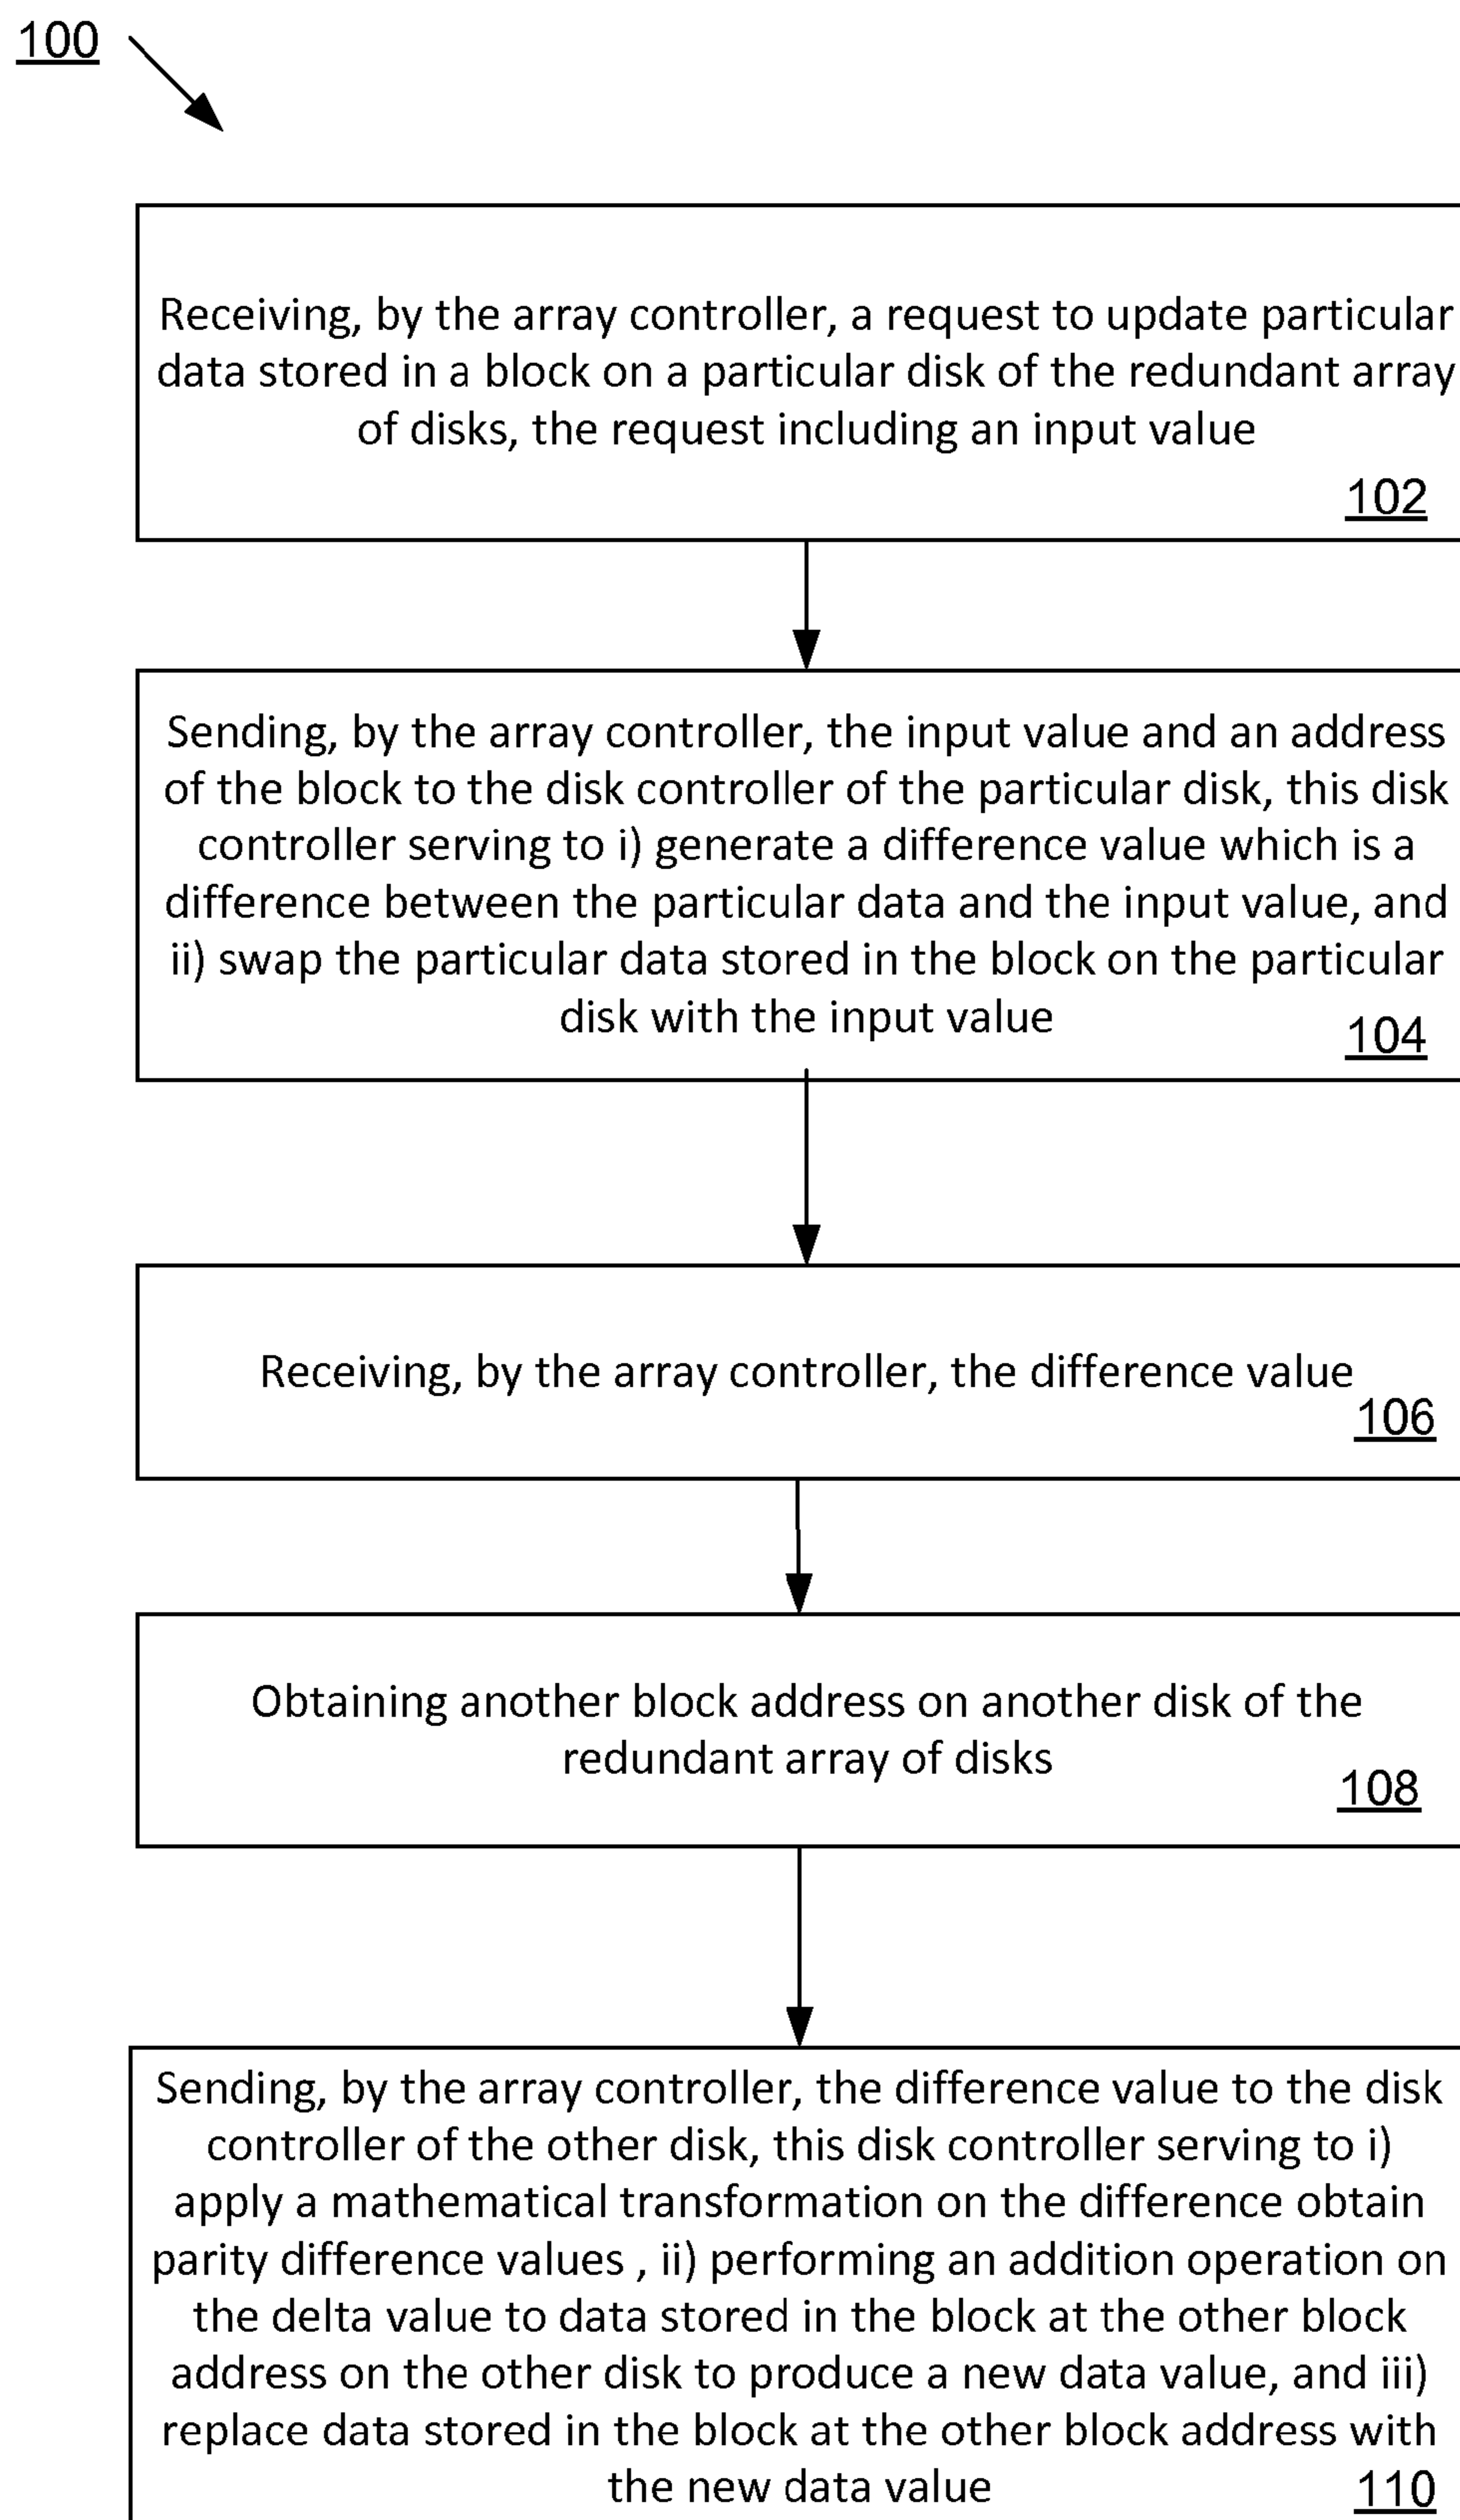 100
Receiving, by the array controller, a request to update particular
data stored in a block on a particular disk of the redundant array
of disks, the request including an input value
102
Sending, by the array controller, the input value and an address
of the block to the disk controller of the particular disk, this disk
controller serving to i) generate a difference value which is a
difference between the particular data and the input value, and
ii) swap the particular data stored in the block on the particular
disk with the input value
104
Receiving, by the array controller, the difference value
106
Obtaining another block address on another disk of the
redundant array of disks
108
Sending, by the array controller, the difference value to the disk
controller of the other disk, this disk controller serving to i)
apply a mathematical transformation on the difference obtain
parity difference values , ii) performing an addition operation on
the delta value to data stored in the block at the other block
address on the other disk to produce a new data value, and iii)
replace data stored in the block at the other block address with
the new data value
110